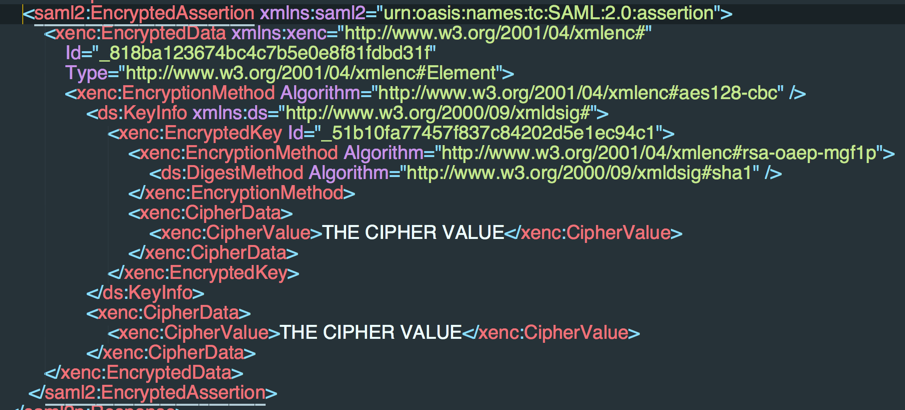 <saml2:EncryptedAssertion xmlns:saml2="urn:oasis:names:tc:SAML:2.0:assertion">
<xenc:EncryptedData xmlns:xenc="http://www.w3.org/2001/04/xmlenc#"
Id="_818ba123674bc4c7b5e0e8f81fdbd31f"
Type="http://www.w3.org/2001/04/xmlenc#Element">
<xenc:EncryptionMethod Algorithm="http://www.w3.org/2001/04/xmlenc#aes128-cbc" />
<ds:KeyInfo xmlns:ds="http://www.w3.org/2000/09/xmldsig#">
<xenc:EncryptedKey Id="_51b10fa77457f837c84202d5e1ec94c1">
<xenc:EncryptionMethod Algorithm="http://www.w3.org/2001/04/xmlenc#rsa-oaep-mgf1p">
<ds:DigestMethod Algorithm="http://www.w3.org/2000/09/xmldsig#sha1" />
</xenc:EncryptionMethod>
<xenc:CipherData>
<xenc:CipherValue>THE CIPHER VALUE</xenc:CipherValue>
</xenc:CipherData>
</xenc:EncryptedKey>
</ds:KeyInfo>
<xenc:CipherData>
<xenc:CipherValue>THE CIPHER VALUE</xenc:CipherValue>
</xenc:CipherData>
</xenc:EncryptedData>
</saml2:EncryptedAssertion>